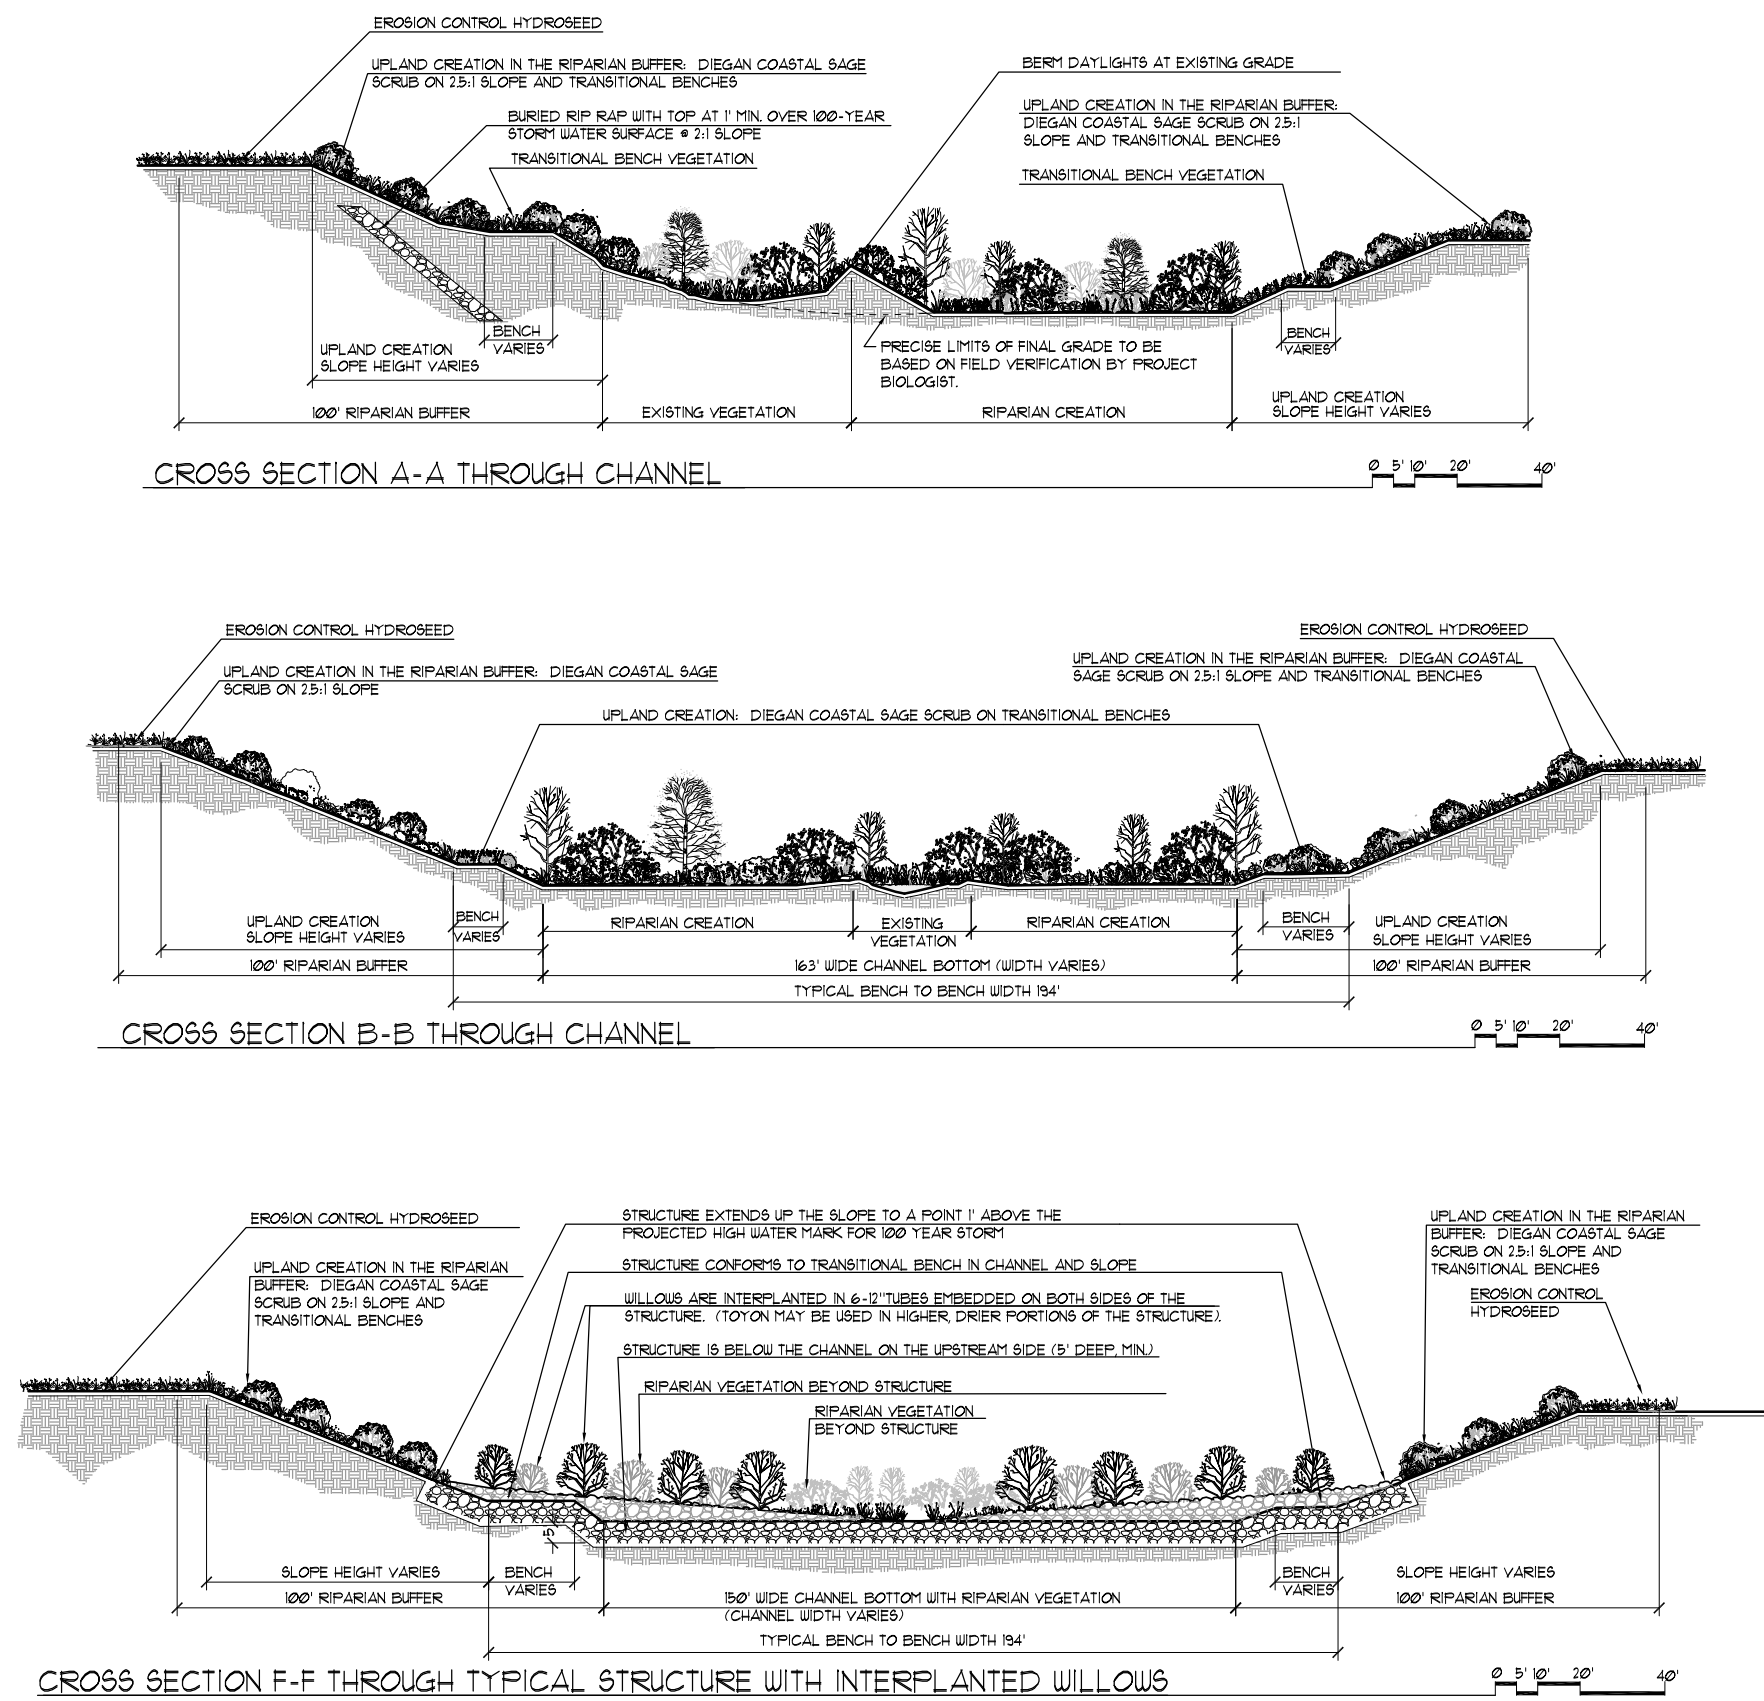 EROSION CONTROL HYDROSEED
UPLAND CREATION IN THE RIPARIAN BUFFER: DIEGAN COASTAL SAGE
SCRUB ON 2.5:1 SLOPE AND TRANSITIONAL BENCHES
BURIED RIP RAP WITH TOP AT 1' MIN. OVER 100-YEAR
STORM WATER SURFACE @ 2:1 SLOPE
TRANSITIONAL BENCH VEGETATION
BERM DAYLIGHTS AT EXISTING GRADE
UPLAND CREATION IN THE RIPARIAN BUFFER:
DIEGAN COASTAL SAGE SCRUB ON 2.5:1
SLOPE AND TRANSITIONAL BENCHES
TRANSITIONAL BENCH VEGETATION
BENCH
VARIES
UPLAND CREATION
SLOPE HEIGHT VARIES
PRECISE LIMITS OF FINAL GRADE TO BE
BASED ON FIELD VERIFICATION BY PROJECT
BIOLOGIST.
BENCH
VARIES
UPLAND CREATION
SLOPE HEIGHT VARIES
100' RIPARIAN BUFFER
EXISTING VEGETATION
RIPARIAN CREATION
CROSS SECTION A-A THROUGH CHANNEL
0 5' 10' 20' 40'
EROSION CONTROL HYDROSEED
UPLAND CREATION IN THE RIPARIAN BUFFER: DIEGAN COASTAL SAGE
SCRUB ON 2.5:1 SLOPE
UPLAND CREATION: DIEGAN COASTAL SAGE SCRUB ON TRANSITIONAL BENCHES
EROSION CONTROL HYDROSEED
UPLAND CREATION IN THE RIPARIAN BUFFER: DIEGAN COASTAL
SAGE SCRUB ON 2.5:1 SLOPE AND TRANSITIONAL BENCHES
UPLAND CREATION
SLOPE HEIGHT VARIES
BENCH
VARIES
RIPARIAN CREATION
EXISTING
VEGETATION
RIPARIAN CREATION
BENCH
VARIES
UPLAND CREATION
SLOPE HEIGHT VARIES
100' RIPARIAN BUFFER
163' WIDE CHANNEL BOTTOM (WIDTH VARIES)
100' RIPARIAN BUFFER
TYPICAL BENCH TO BENCH WIDTH 194'
CROSS SECTION B-B THROUGH CHANNEL
0 5' 10' 20' 40'
EROSION CONTROL HYDROSEED
UPLAND CREATION IN THE RIPARIAN
BUFFER: DIEGAN COASTAL SAGE
SCRUB ON 2.5:1 SLOPE AND
TRANSITIONAL BENCHES
STRUCTURE EXTENDS UP THE SLOPE TO A POINT 1' ABOVE THE
PROJECTED HIGH WATER MARK FOR 100 YEAR STORM
STRUCTURE CONFORMS TO TRANSITIONAL BENCH IN CHANNEL AND SLOPE
WILLOWS ARE INTERPLANTED IN 6-12"TUBES EMBEDDED ON BOTH SIDES OF THE
STRUCTURE. (TOYON MAY BE USED IN HIGHER, DRIER PORTIONS OF THE STRUCTURE).
STRUCTURE IS BELOW THE CHANNEL ON THE UPSTREAM SIDE (5' DEEP, MIN.)
RIPARIAN VEGETATION BEYOND STRUCTURE
RIPARIAN VEGETATION
BEYOND STRUCTURE
UPLAND CREATION IN THE RIPARIAN
BUFFER: DIEGAN COASTAL SAGE
SCRUB ON 2.5:1 SLOPE AND
TRANSITIONAL BENCHES
EROSION CONTROL
HYDROSEED
5'
SLOPE HEIGHT VARIES
BENCH
VARIES
BENCH
VARIES
SLOPE HEIGHT VARIES
100' RIPARIAN BUFFER
150' WIDE CHANNEL BOTTOM WITH RIPARIAN VEGETATION
(CHANNEL WIDTH VARIES)
100' RIPARIAN BUFFER
TYPICAL BENCH TO BENCH WIDTH 194'
CROSS SECTION F-F THROUGH TYPICAL STRUCTURE WITH INTERPLANTED WILLOWS
0 5' 10' 20' 40'